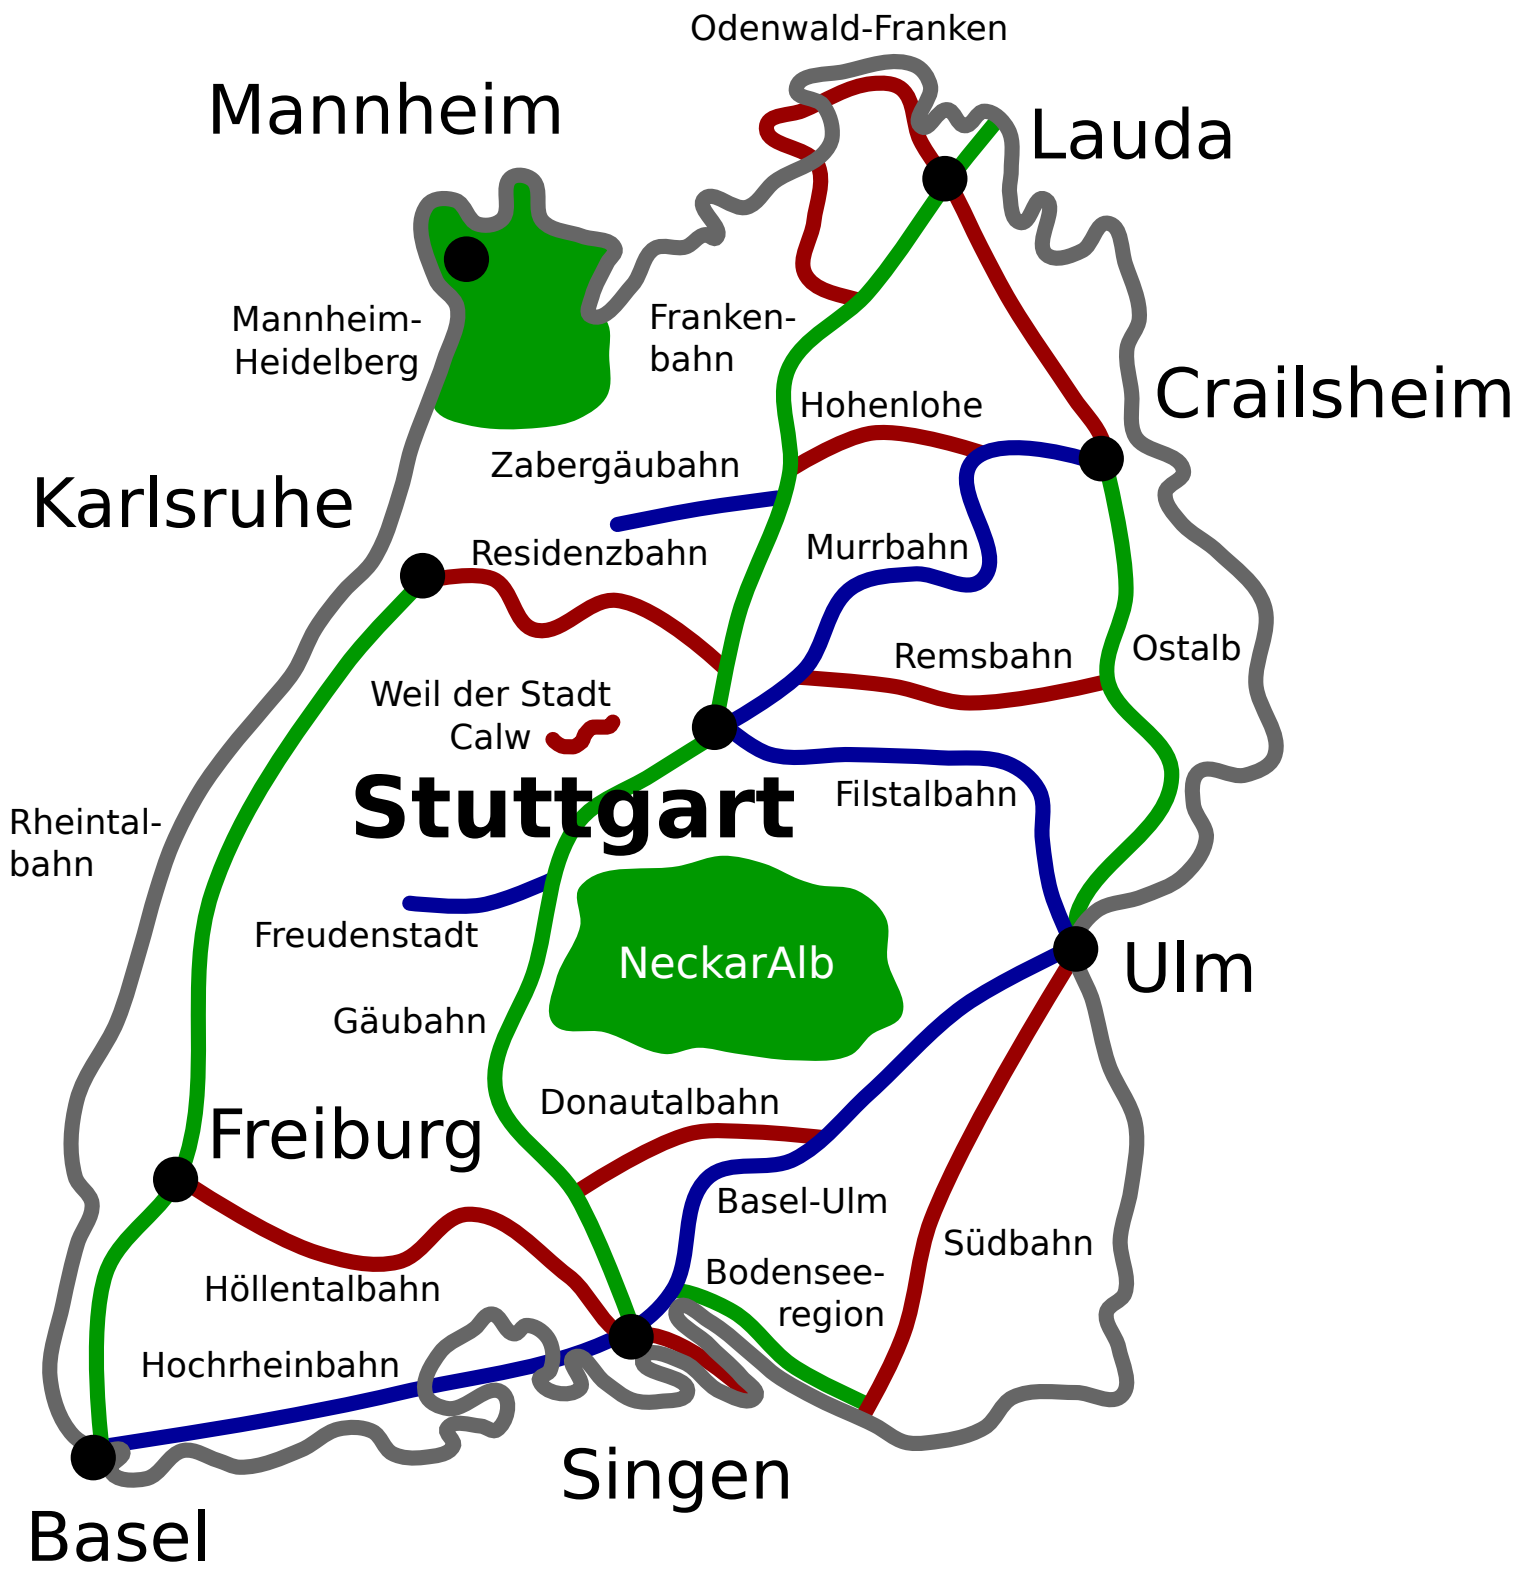 Odenwald-Franken
Mannheim
Lauda
Mannheim-
Heidelberg
Franken-
bahn
Crailsheim
Hohenlohe
Zabergäubahn
Karlsruhe
Residenzbahn
Murrbahn
Remsbahn
Ostalb
Weil der Stadt
Calw
Stuttgart
Filstalbahn
Rheintal-
bahn
Freudenstadt
NeckarAlb
Ulm
Gäubahn
Donautalbahn
Freiburg
Basel-Ulm
Südbahn
Bodensee-
region
Höllentalbahn
Hochrheinbahn
Singen
Basel